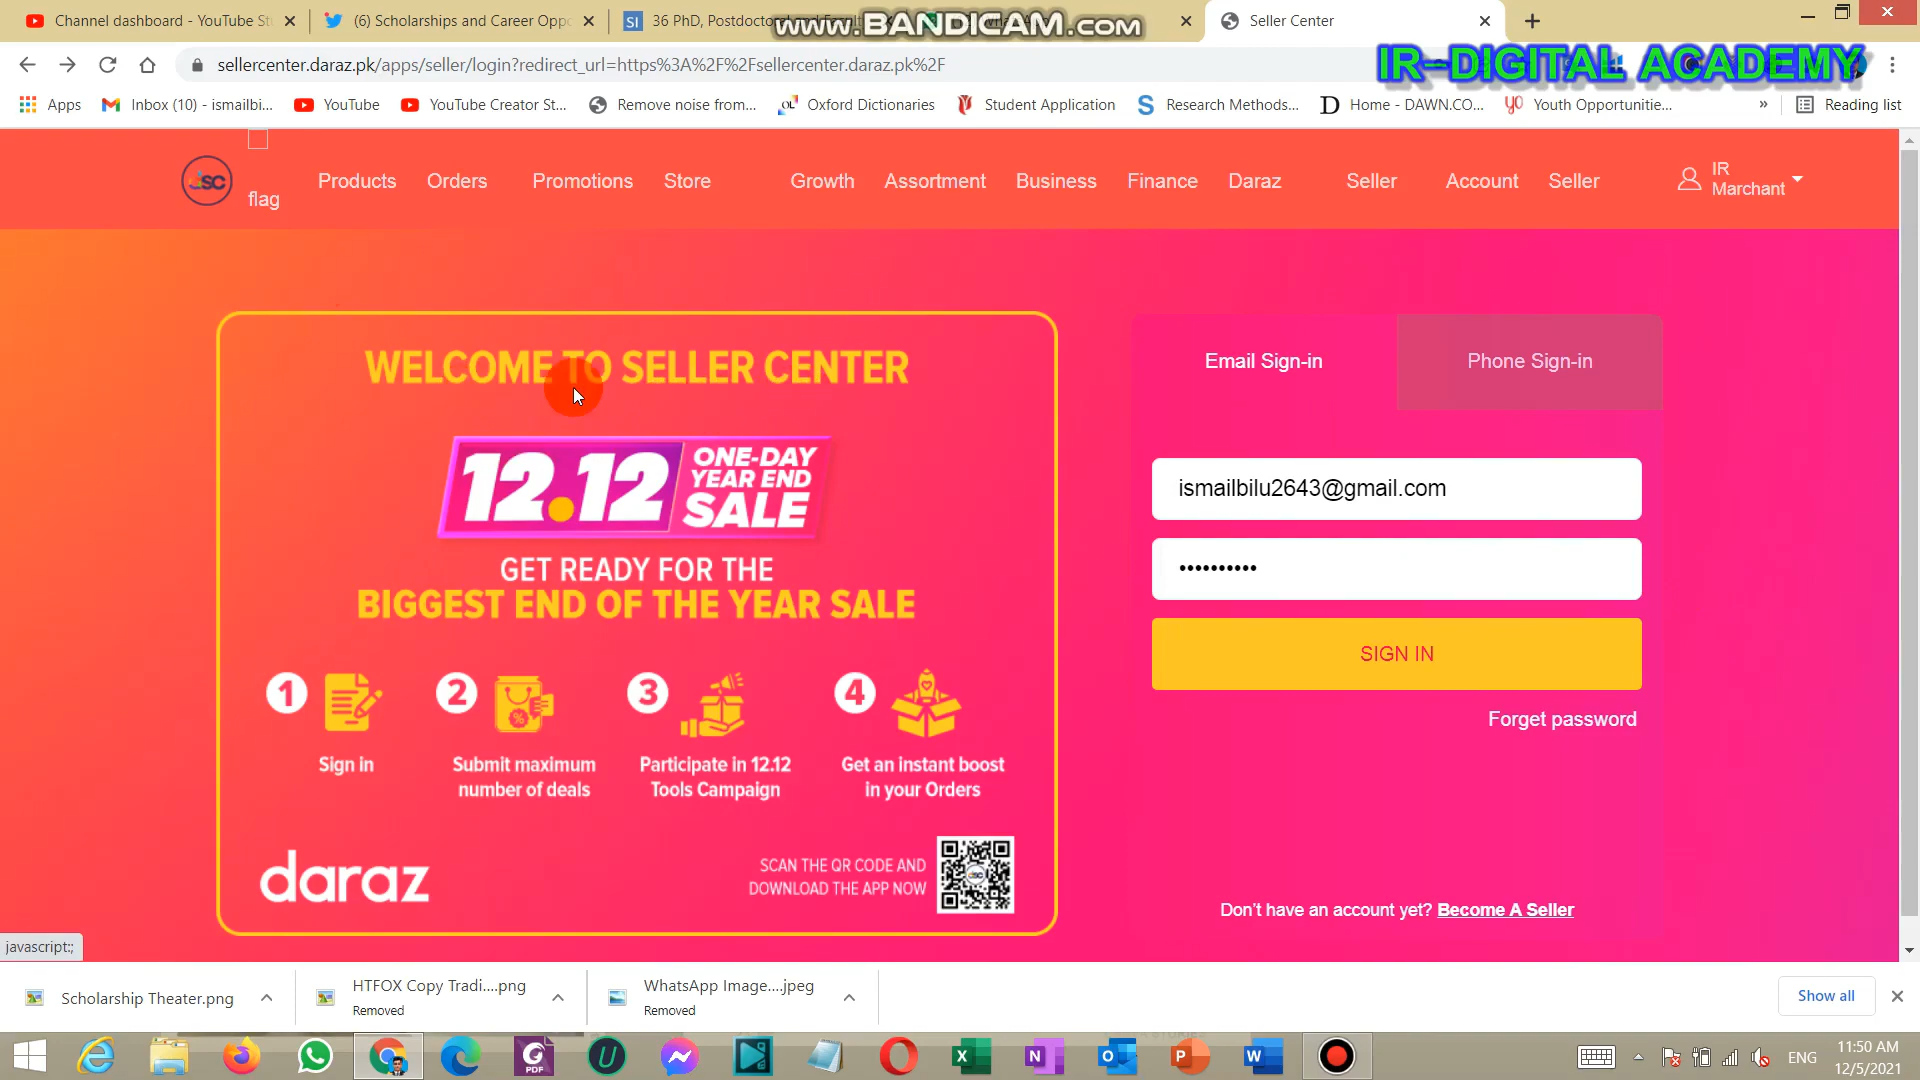 Channel dashboard - YouTube St
(6) Scholarships and Career Oppo
36 PhD, Postdoctoral and Facult
Seller Center
www.BANDICAM.com
sellercenter.daraz.pk/apps/seller/login?redirect_url=https%3A%2F%2Fsellercenter.daraz.pk%2F
IR-DIGITAL ACADEMY
Apps
Inbox (10) - ismailbi...
YouTube
YouTube Creator St...
Remove noise from...
Oxford Dictionaries
Student Application
Research Methods...
Home - DAWN.CO...
Youth Opportunitie...
»
Reading list
dsc
flag
Products
Orders
Promotions
Store
Growth
Assortment
Business
Finance
Daraz
Seller
Account
Seller
IR
Marchant
WELCOME TO SELLER CENTER
12.12
ONE-DAY
YEAR END
SALE
GET READY FOR THE
BIGGEST END OF THE YEAR SALE
1
2
3
4
Sign in
Submit maximum
number of deals
Participate in 12.12
Tools Campaign
Get an instant boost
in your Orders
daraz
SCAN THE QR CODE AND
DOWNLOAD THE APP NOW
Email Sign-in
Phone Sign-in
ismailbilu2643@gmail.com
••••••••••
SIGN IN
Forget password
Don't have an account yet? Become A Seller
javascript:;
Scholarship Theater.png
HTFOX Copy Tradi....png
Removed
WhatsApp Image....jpeg
Removed
Show all
ENG
11:50 AM
12/5/2021